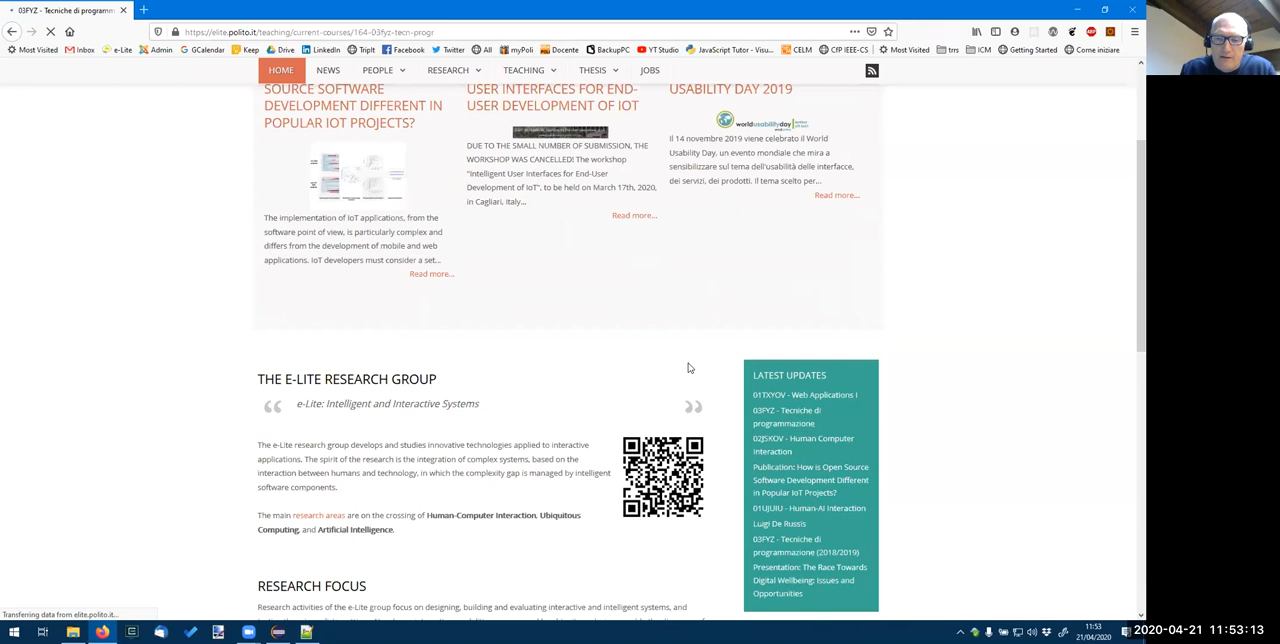 03FYZ - Tecniche di programm
https://elite.polito.it/teaching/current-courses/164-03fyz-tecn-progr
Most Visited Inbox e-Lite Admin GCalendar Keep Drive LinkedIn TripIt Facebook Twitter All myPoli Docente BackupPC YT Studio JavaScript Tutor - Visu... CELM CfP IEEE-CS Most Visited trrs ICM Getting Started Come iniziare
HOME NEWS PEOPLE RESEARCH TEACHING THESIS JOBS
SOURCE SOFTWARE
DEVELOPMENT DIFFERENT IN
POPULAR IOT PROJECTS?
The implementation of IoT applications, from the
software point of view, is particularly complex and
differs from the development of mobile and web
applications. IoT developers must consider a set...
Read more...
USER INTERFACES FOR END-
USER DEVELOPMENT OF IOT
DUE TO THE SMALL NUMBER OF SUBMISSION, THE
WORKSHOP WAS CANCELLED! The workshop
"Intelligent User Interfaces for End-User
Development of IoT", to be held on March 17th, 2020,
in Cagliari, Italy...
Read more...
USABILITY DAY 2019
worldusabilityday
Il 14 novembre 2019 viene celebrato il World
Usability Day, un evento mondiale che mira a
sensibilizzare sul tema dell'usabilità delle interfacce,
dei servizi, dei prodotti. Il tema scelto per...
Read more...
THE E-LITE RESEARCH GROUP
e-Lite: Intelligent and Interactive Systems
The e-Lite research group develops and studies innovative technologies applied to interactive
applications. The spirit of the research is the integration of complex systems, based on the
interaction between humans and technology, in which the complexity gap is managed by intelligent
software components.
The main research areas are on the crossing of Human-Computer Interaction, Ubiquitous
Computing, and Artificial Intelligence.
RESEARCH FOCUS
Research activities of the e-Lite group focus on designing, building and evaluating interactive and intelligent systems, and
LATEST UPDATES
01TXYOV - Web Applications I
03FYZ - Tecniche di
programmazione
02JSKOV - Human Computer
Interaction
Publication: How is Open Source
Software Development Different
in Popular IoT Projects?
01UJUIU - Human-AI Interaction
Luigi De Russis
03FYZ - Tecniche di
programmazione (2018/2019)
Presentation: The Race Towards
Digital Wellbeing: Issues and
Opportunities
Transferring data from elite.polito.it...
11:53
21/04/2020
2020-04-21 11:53:13